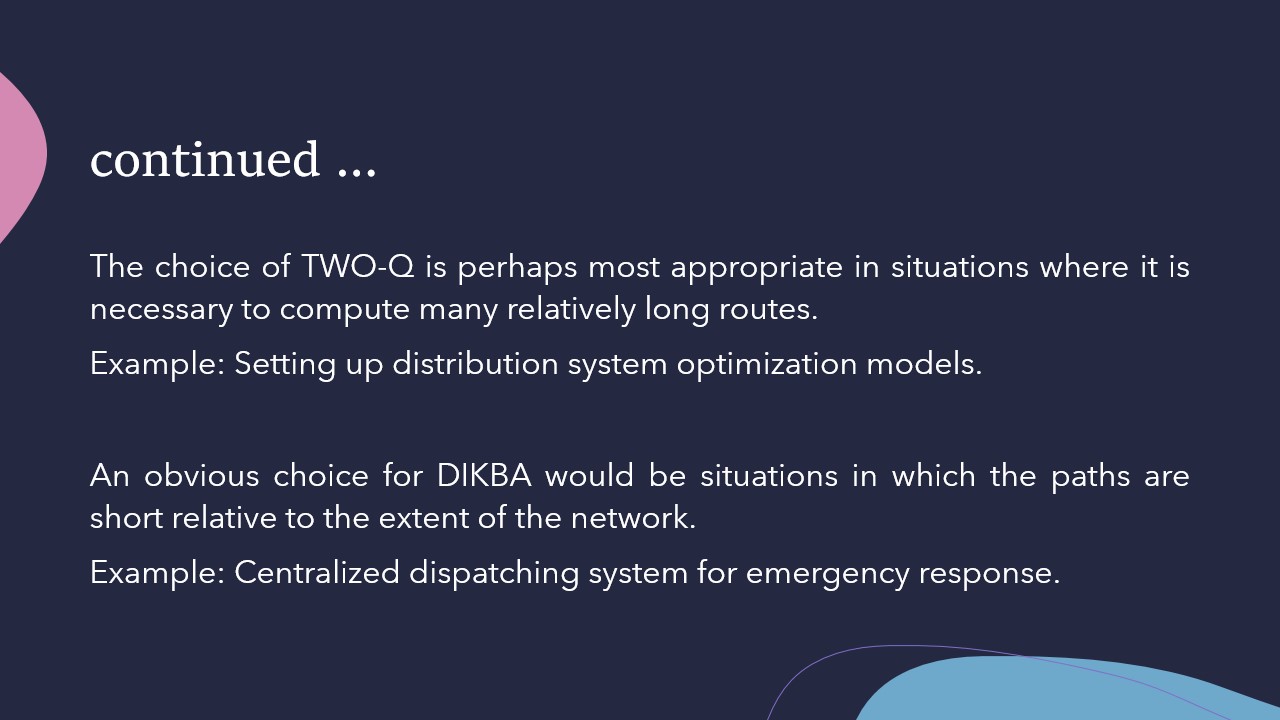 continued ...
The choice of TWO-Q is perhaps most appropriate in situations where it is
necessary to compute many relatively long routes.
Example: Setting up distribution system optimization models.
An obvious choice for DIKBA would be situations in which the paths are
short relative to the extent of the network.
Example: Centralized dispatching system for emergency response.